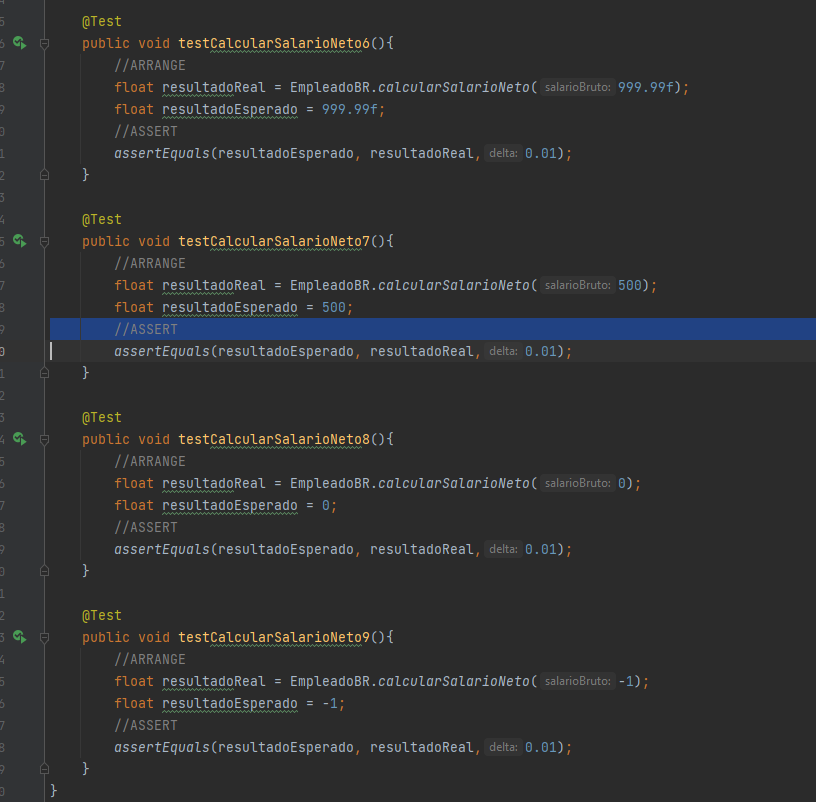 @Test
public void testCalcularSalarioNeto6(){
//ARRANGE
float resultadoReal = EmpleadoBR.calcularSalarioNeto( salarioBruto: 999.99f);
float resultadoEsperado = 999.99f;
//ASSERT
assertEquals(resultadoEsperado, resultadoReal, delta: 0.01);
}
@Test
public void testCalcularSalarioNeto7(){
//ARRANGE
float resultadoReal = EmpleadoBR.calcularSalarioNeto( salarioBruto: 500);
float resultadoEsperado = 500;
//ASSERT
assertEquals(resultadoEsperado, resultadoReal, delta: 0.01);
}
@Test
public void testCalcularSalarioNeto8(){
//ARRANGE
float resultadoReal = EmpleadoBR.calcularSalarioNeto( salarioBruto: 0);
float resultadoEsperado = 0;
//ASSERT
assertEquals(resultadoEsperado, resultadoReal, delta: 0.01);
}
@Test
public void testCalcularSalarioNeto9(){
//ARRANGE
float resultadoReal = EmpleadoBR.calcularSalarioNeto( salarioBruto: -1);
float resultadoEsperado = -1;
//ASSERT
assertEquals(resultadoEsperado, resultadoReal, delta: 0.01);
}
}